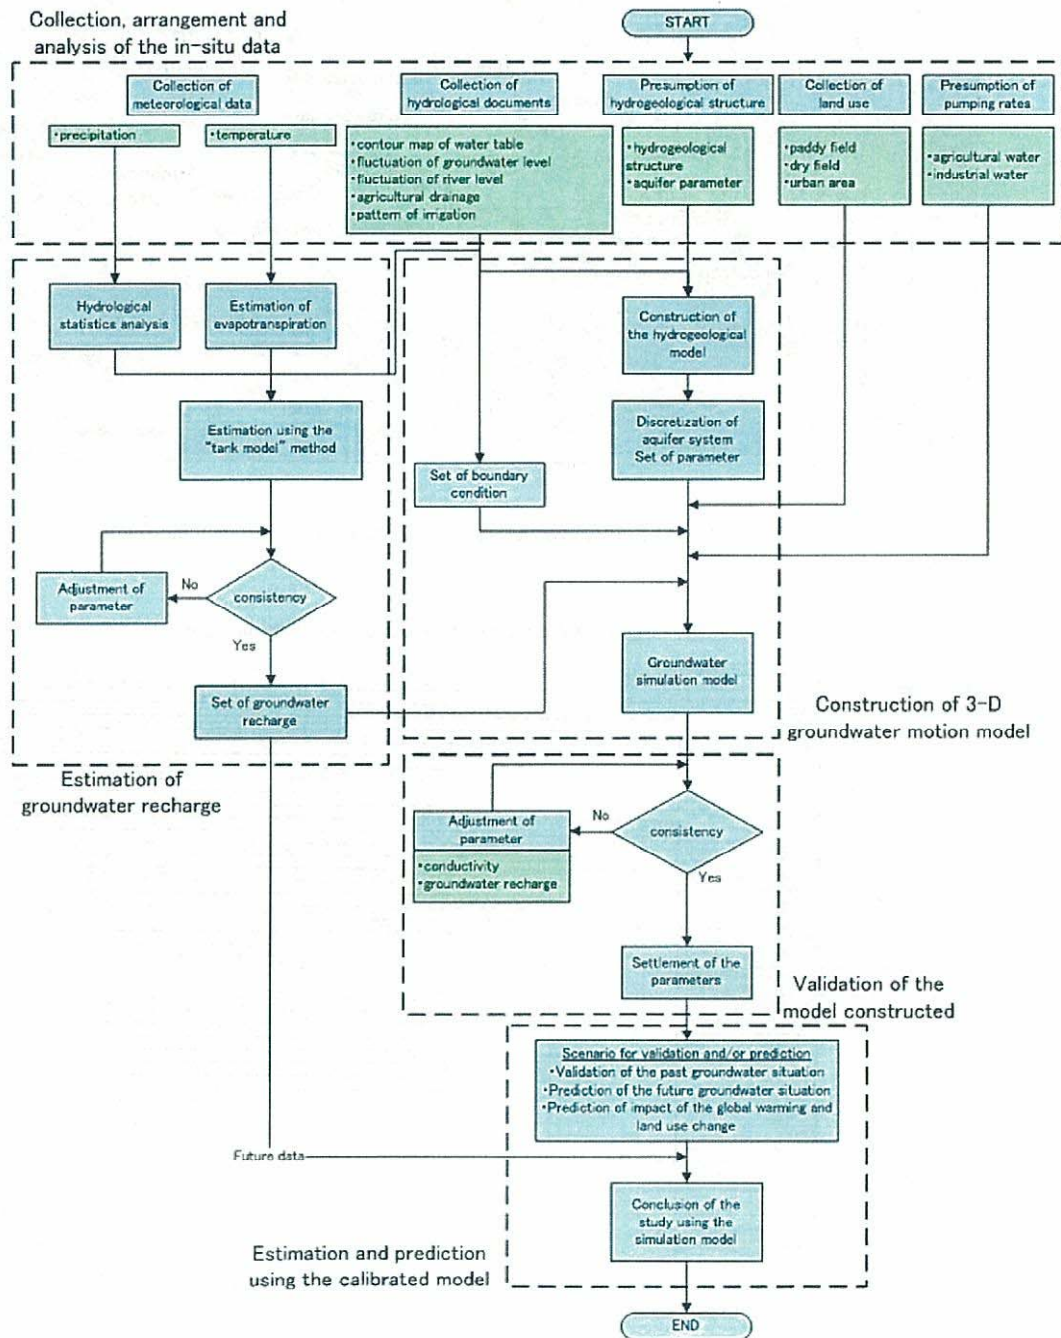 Collection, arrangement and
analysis of the in-situ data
START
Collection of
meteorological data
Collection of
hydrological documents
Presumption of
hydrogeological structure
Collection of
land use
Presumption of
pumping rates
•precipitation
•temperature
•contour map of water table
•fluctuation of groundwater level
•fluctuation of river level
•agricultural drainage
•pattern of irrigation
•hydrogeological
structure
•aquifer parameter
•paddy field
•dry field
•urban area
•agricultural water
•industrial water
Hydrological
statistics analysis
Estimation of
evapotranspiration
Construction of
the hydrogeological
model
Estimation using the
"tark model" method
Discretization of
aquifer system
Set of parameter
Set of boundary
condition
Adjustment of
parameter
No
consistency
Yes
Set of groundwater
recharge
Groundwater
simulation model
Construction of 3-D
groundwater motion model
Estimation of
groundwater recharge
Adjustment of
parameter
•conductivity
•groundwater recharge
No
consistency
Yes
Settlement of the
parameters
Validation of the
model constructed
Scenario for validation and/or prediction
•Validation of the past groundwater situation
•Prediction of the future groundwater situation
•Prediction of impact of the global warming and
land use change
Future data
Conclusion of the
study using the
simulation model
Estimation and prediction
using the calibrated model
END